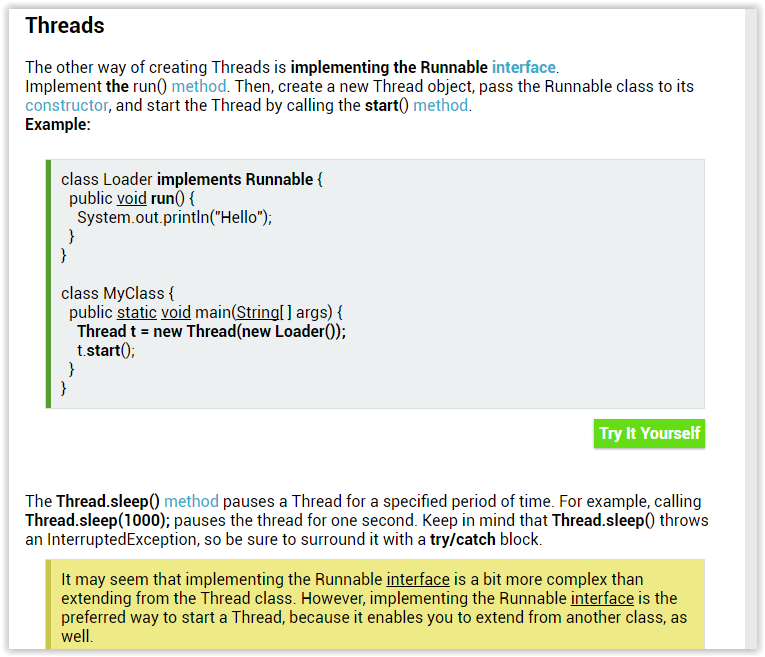 Threads
The other way of creating Threads is implementing the Runnable interface.
Implement the run() method. Then, create a new Thread object, pass the Runnable class to its
constructor, and start the Thread by calling the start() method.
Example:
class Loader implements Runnable {
public void run() {
System.out.println("Hello");
}
}
class MyClass {
public static void main(String[ ] args) {
Thread t = new Thread(new Loader());
t.start();
}
}
Try It Yourself
The Thread.sleep() method pauses a Thread for a specified period of time. For example, calling
Thread.sleep(1000); pauses the thread for one second. Keep in mind that Thread.sleep() throws
an InterruptedException, so be sure to surround it with a try/catch block.
It may seem that implementing the Runnable interface is a bit more complex than
extending from the Thread class. However, implementing the Runnable interface is the
preferred way to start a Thread, because it enables you to extend from another class, as
well.